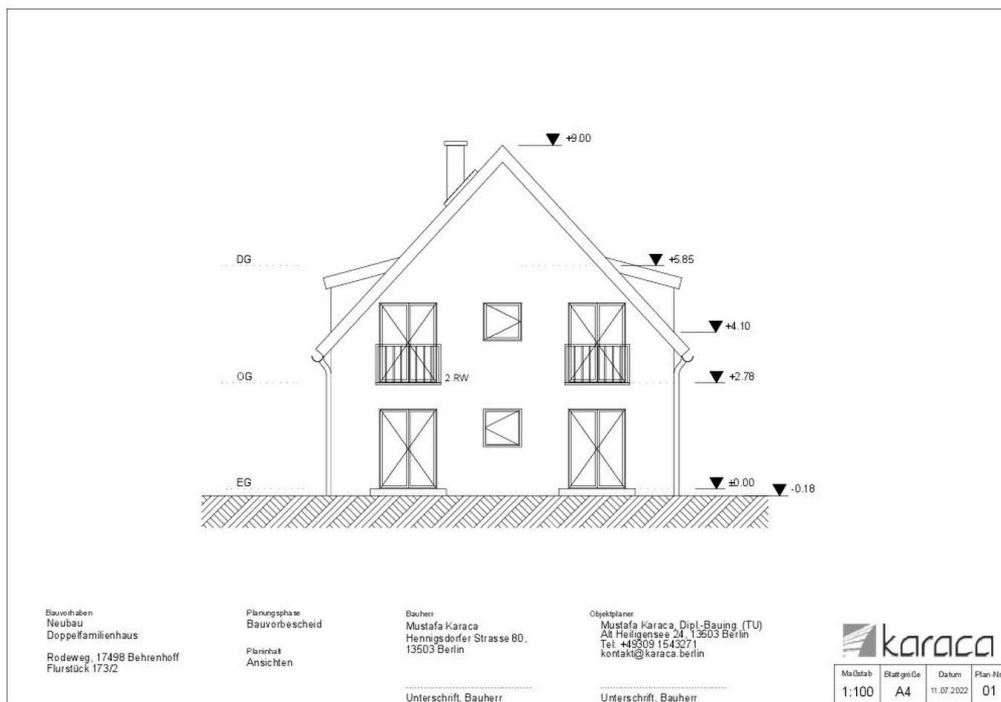 +9.00
DG
+5.85
+4.10
OG
2.RW
+2.78
EG
±0.00
-0.18
Bauvorhaben
Neubau
Doppelfamilienhaus
Rodeweg, 17498 Behrenhoff
Flurstück 173/2
Planungsphase
Bauvorbescheid
Planinhalt
Ansichten
Bauherr
Mustafa Karaca
Hennigsdorfer Strasse 80,
13503 Berlin
Unterschrift, Bauherr
Objektplaner
Mustafa Karaca, Dipl.-Bauing. (TU)
Alt Heiligensee 24, 13503 Berlin
Tel: +49309 1543271
kontakt@karaca.berlin
Unterschrift, Bauherr
karaca
Maßstab Blattgröße Datum Plan-Nr
1:100 A4 11.07.2022 01